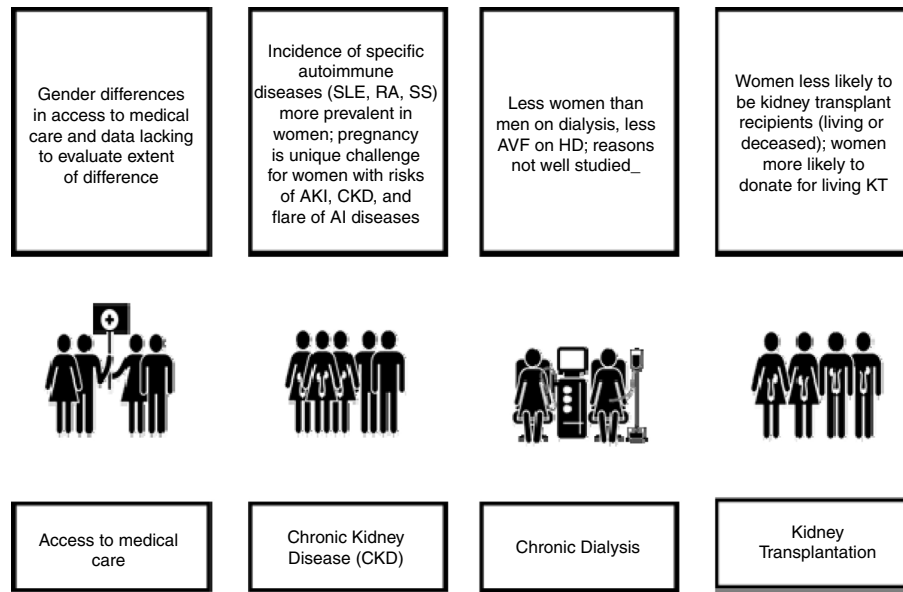 Gender differences
in access to medical
care and data lacking
to evaluate extent
of difference
Incidence of specific
autoimmune
diseases (SLE, RA, SS)
more prevalent in
women; pregnancy
is unique challenge
for women with risks
of AKI, CKD, and
flare of AI diseases
Less women than
men on dialysis, less
AVF on HD; reasons
not well studied_
Women less likely to
be kidney transplant
recipients (living or
deceased); women
more likely to
donate for living KT
Access to medical
care
Chronic Kidney
Disease (CKD)
Chronic Dialysis
Kidney
Transplantation